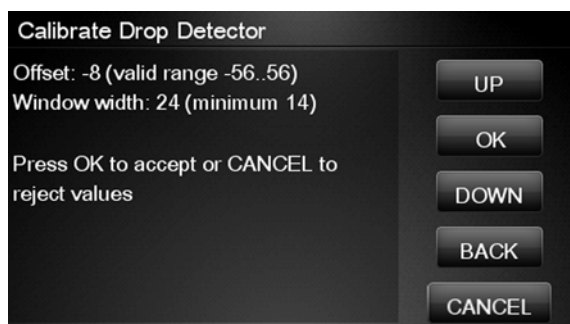 Calibrate Drop Detector
Offset: -8 (valid range -56..56)
Window width: 24 (minimum 14)
Press OK to accept or CANCEL to
reject values
UP
OK
DOWN
BACK
CANCEL